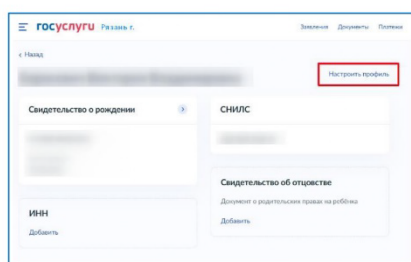 госуслуги Рязань г.
Заявления Документы Платежи
‹ Назад
Настроить профиль
Свидетельство о рождении
СНИЛС
Свидетельство об отцовстве
Документ о родительских правах на ребёнка
Добавить
ИНН
Добавить